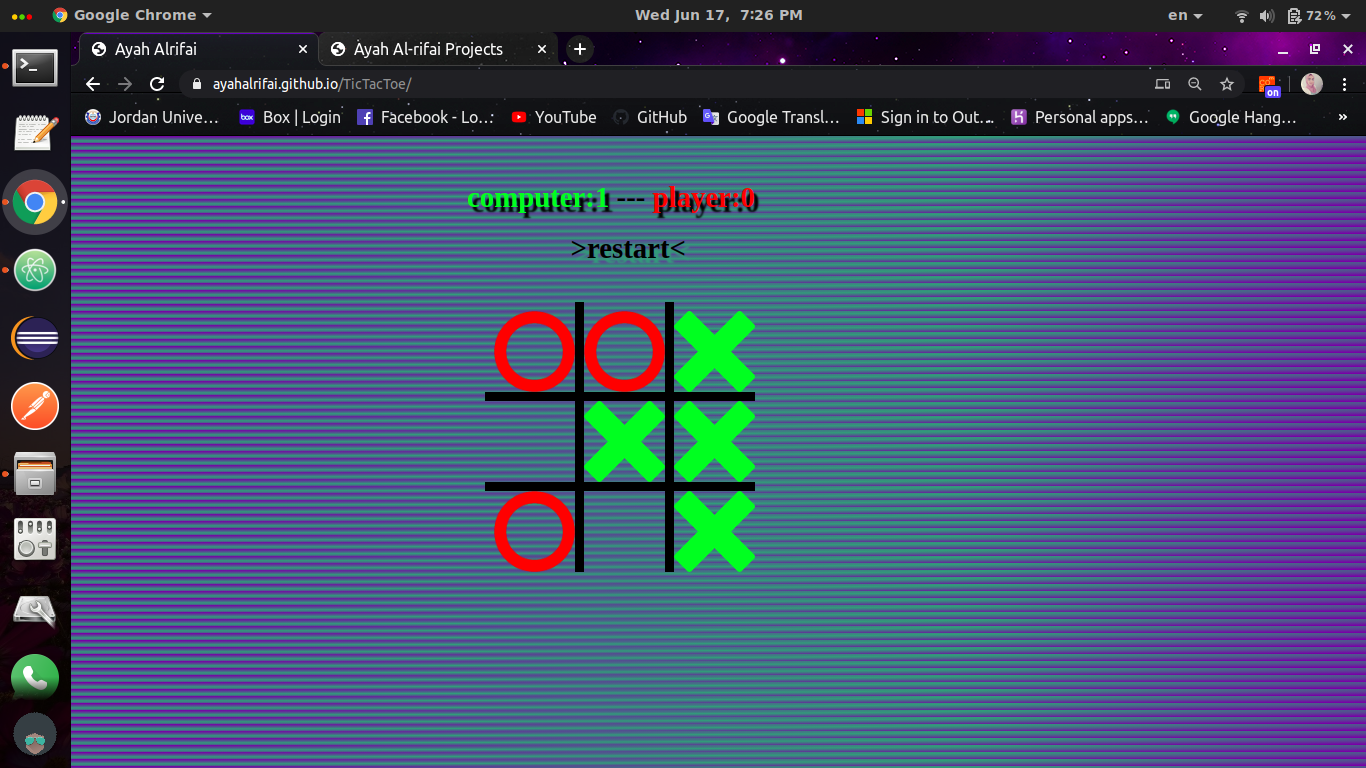 Google Chrome Wed Jun 17, 7:26 PM en 72%
Ayah Alrifai Ayah Al-rifai Projects
ayahalrifai.github.io/TicTacToe/ on
Jordan Unive… box Box | Login Facebook - Lo… YouTube GitHub Google Transl… Sign in to Out… Personal apps… Google Hang… »
computer:1 --- player:0
>restart<